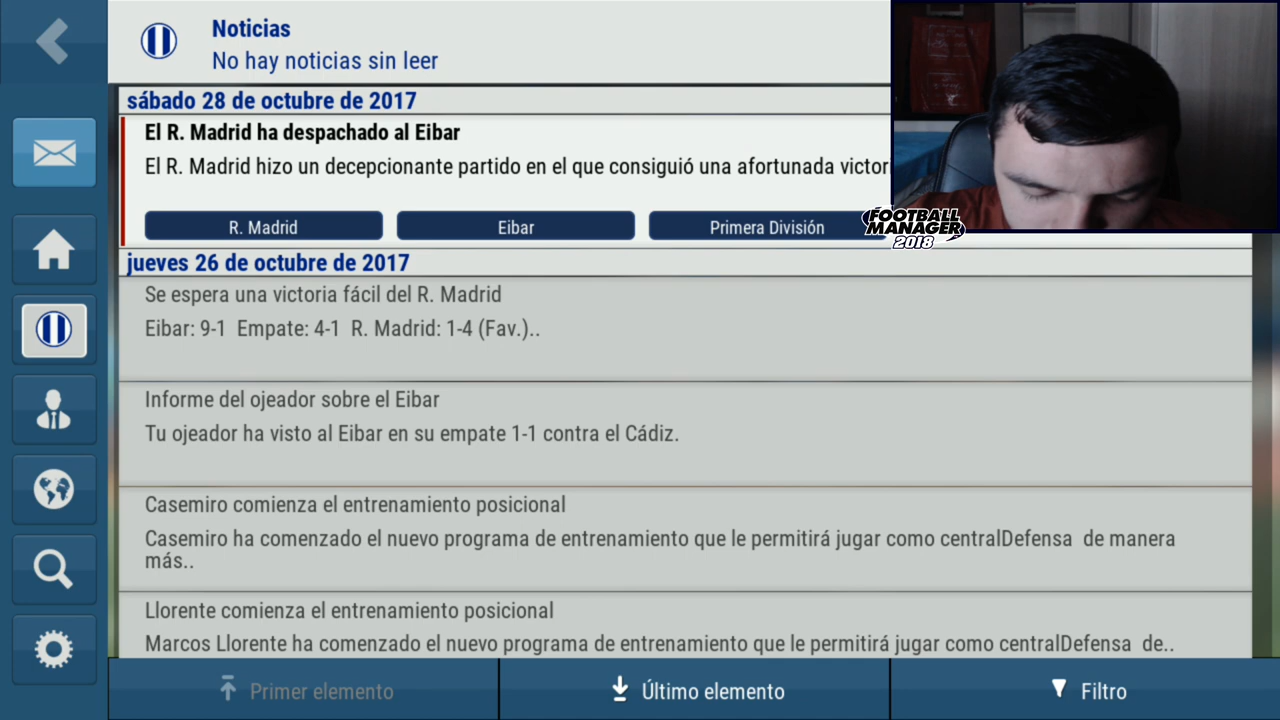 Noticias
No hay noticias sin leer
sábado 28 de octubre de 2017
El R. Madrid ha despachado al Eibar
El R. Madrid hizo un decepcionante partido en el que consiguió una afortunada
R. Madrid
Eibar
Primera División
FOOTBALL
MANAGER
2018
jueves 26 de octubre de 2017
Se espera una victoria fácil del R. Madrid
Eibar: 9-1 Empate: 4-1 R. Madrid: 1-4 (Fav.)..
Informe del ojeador sobre el Eibar
Tu ojeador ha visto al Eibar en su empate 1-1 contra el Cádiz.
Casemiro comienza el entrenamiento posicional
Casemiro ha comenzado el nuevo programa de entrenamiento que le permitirá jugar como centralDefensa de manera
más..
Llorente comienza el entrenamiento posicional
Marcos Llorente ha comenzado el nuevo programa de entrenamiento que le permitirá jugar como centralDefensa de..
Primer elemento
Último elemento
Filtro